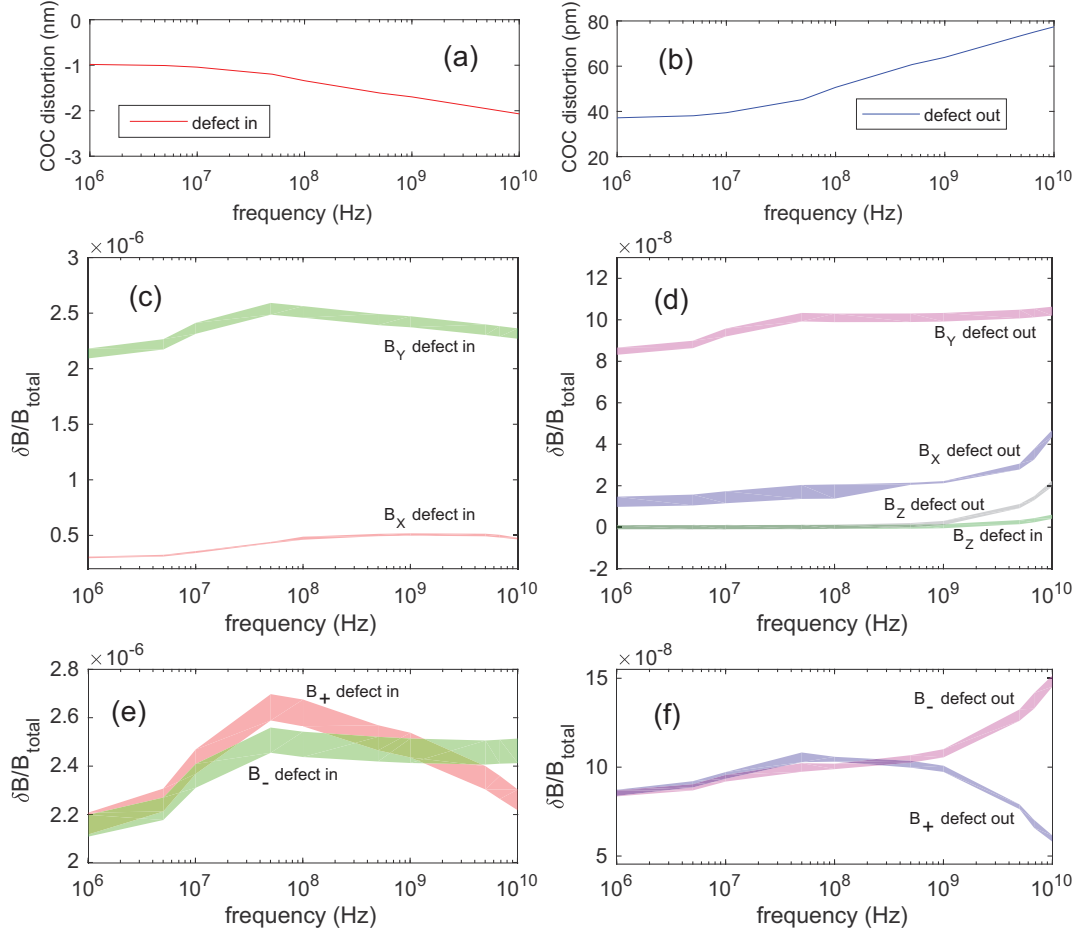 COC distortion (nm)
0
-1
-2
-3
(a)
defect in
10^6 10^7 10^8 10^9 10^10
frequency (Hz)
COC distortion (pm)
80
60
40
20
(b)
defect out
10^6 10^7 10^8 10^9 10^10
frequency (Hz)
×10^-6
δB/B_total
3
2.5
2
1.5
1
0.5
(c)
B_Y defect in
B_X defect in
10^6 10^7 10^8 10^9 10^10
frequency (Hz)
×10^-8
δB/B_total
12
10
8
6
4
2
0
-2
(d)
B_Y defect out
B_X defect out
B_Z defect out
B_Z defect in
10^6 10^7 10^8 10^9 10^10
frequency (Hz)
×10^-6
δB/B_total
2.8
2.6
2.4
2.2
2
(e)
B_+ defect in
B_- defect in
10^6 10^7 10^8 10^9 10^10
frequency (Hz)
×10^-8
δB/B_total
15
10
5
(f)
B_- defect out
B_+ defect out
10^6 10^7 10^8 10^9 10^10
frequency (Hz)